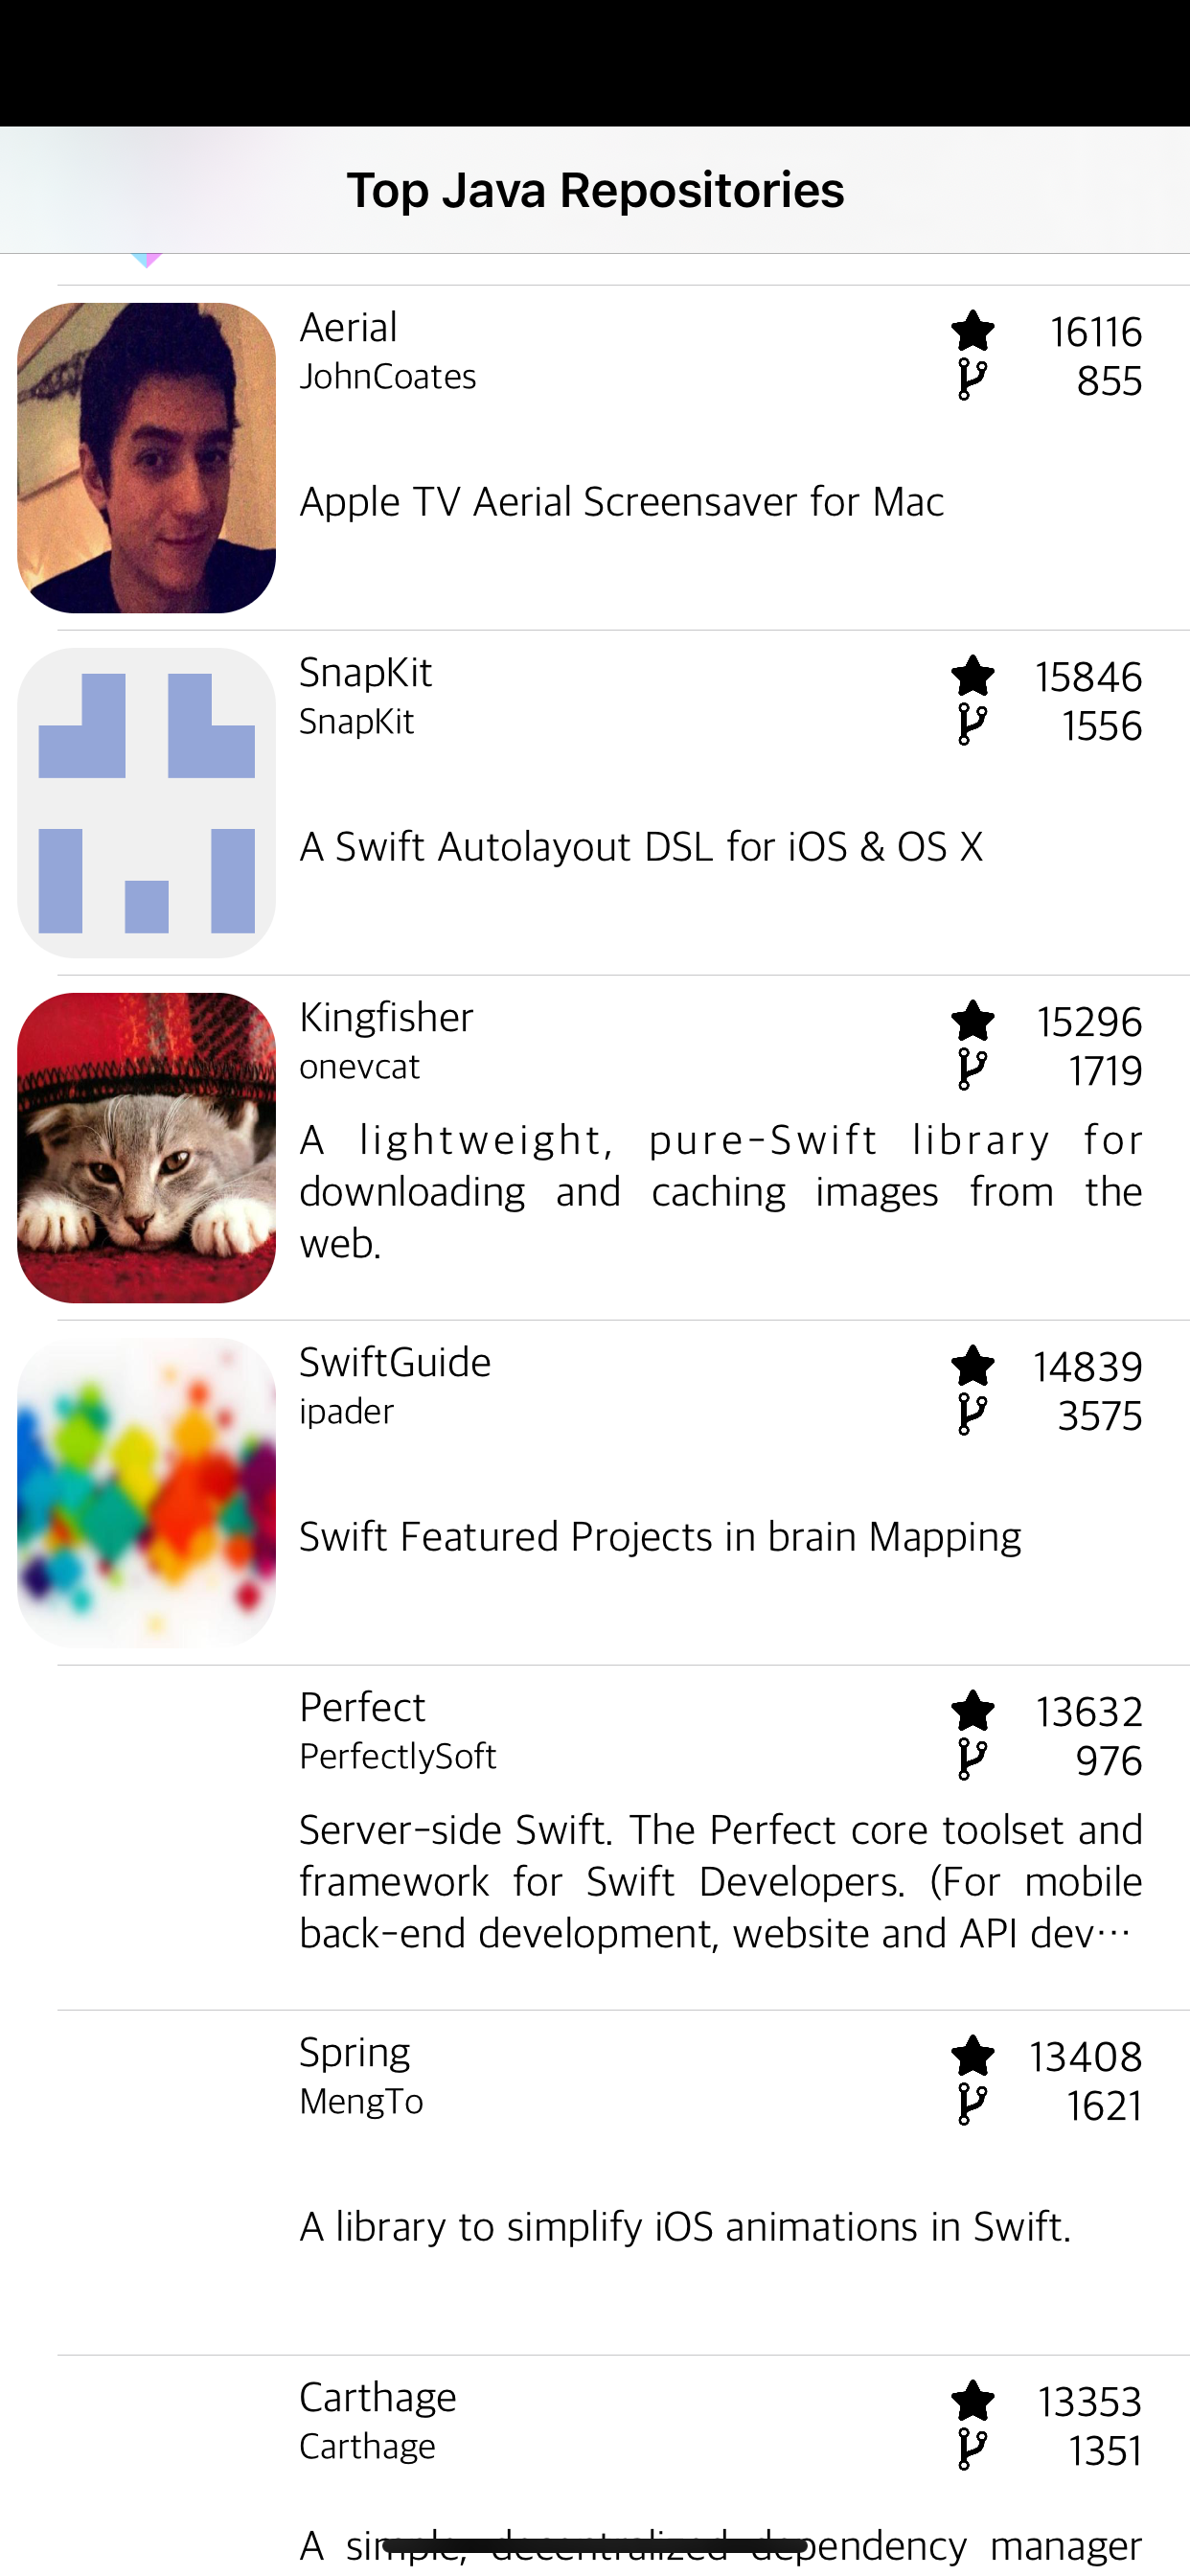 Top Java Repositories
Aerial
16116
JohnCoates
855
Apple TV Aerial Screensaver for Mac
SnapKit
15846
SnapKit
1556
A Swift Autolayout DSL for iOS & OS X
Kingfisher
15296
onevcat
1719
A lightweight, pure-Swift library for
downloading and caching images from the
web.
SwiftGuide
14839
ipader
3575
Swift Featured Projects in brain Mapping
Perfect
13632
PerfectlySoft
976
Server-side Swift. The Perfect core toolset and
framework for Swift Developers. (For mobile
back-end development, website and API dev…
Spring
13408
MengTo
1621
A library to simplify iOS animations in Swift.
Carthage
13353
Carthage
1351
A simple, decentralized dependency manager